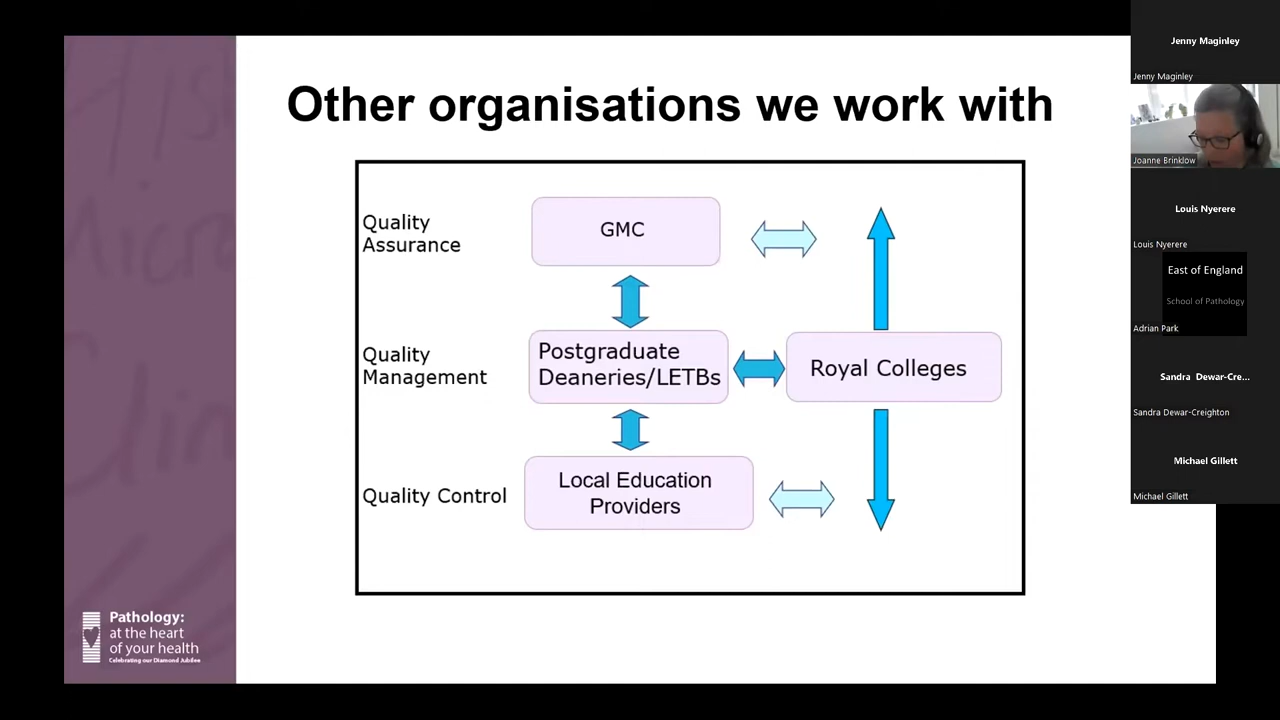 Other organisations we work with
Quality
Assurance
GMC
Quality
Management
Postgraduate
Deaneries/LETBs
Royal Colleges
Quality Control
Local Education
Providers
Pathology:
at the heart
of your health
Celebrating our Diamond Jubilee
Jenny Maginley
Jenny Maginley
Joanne Brinklow
Louis Nyerere
Louis Nyerere
East of England
School of Pathology
Adrian Park
Sandra Dewar-Cre...
Sandra Dewar-Creighton
Michael Gillett
Michael Gillett